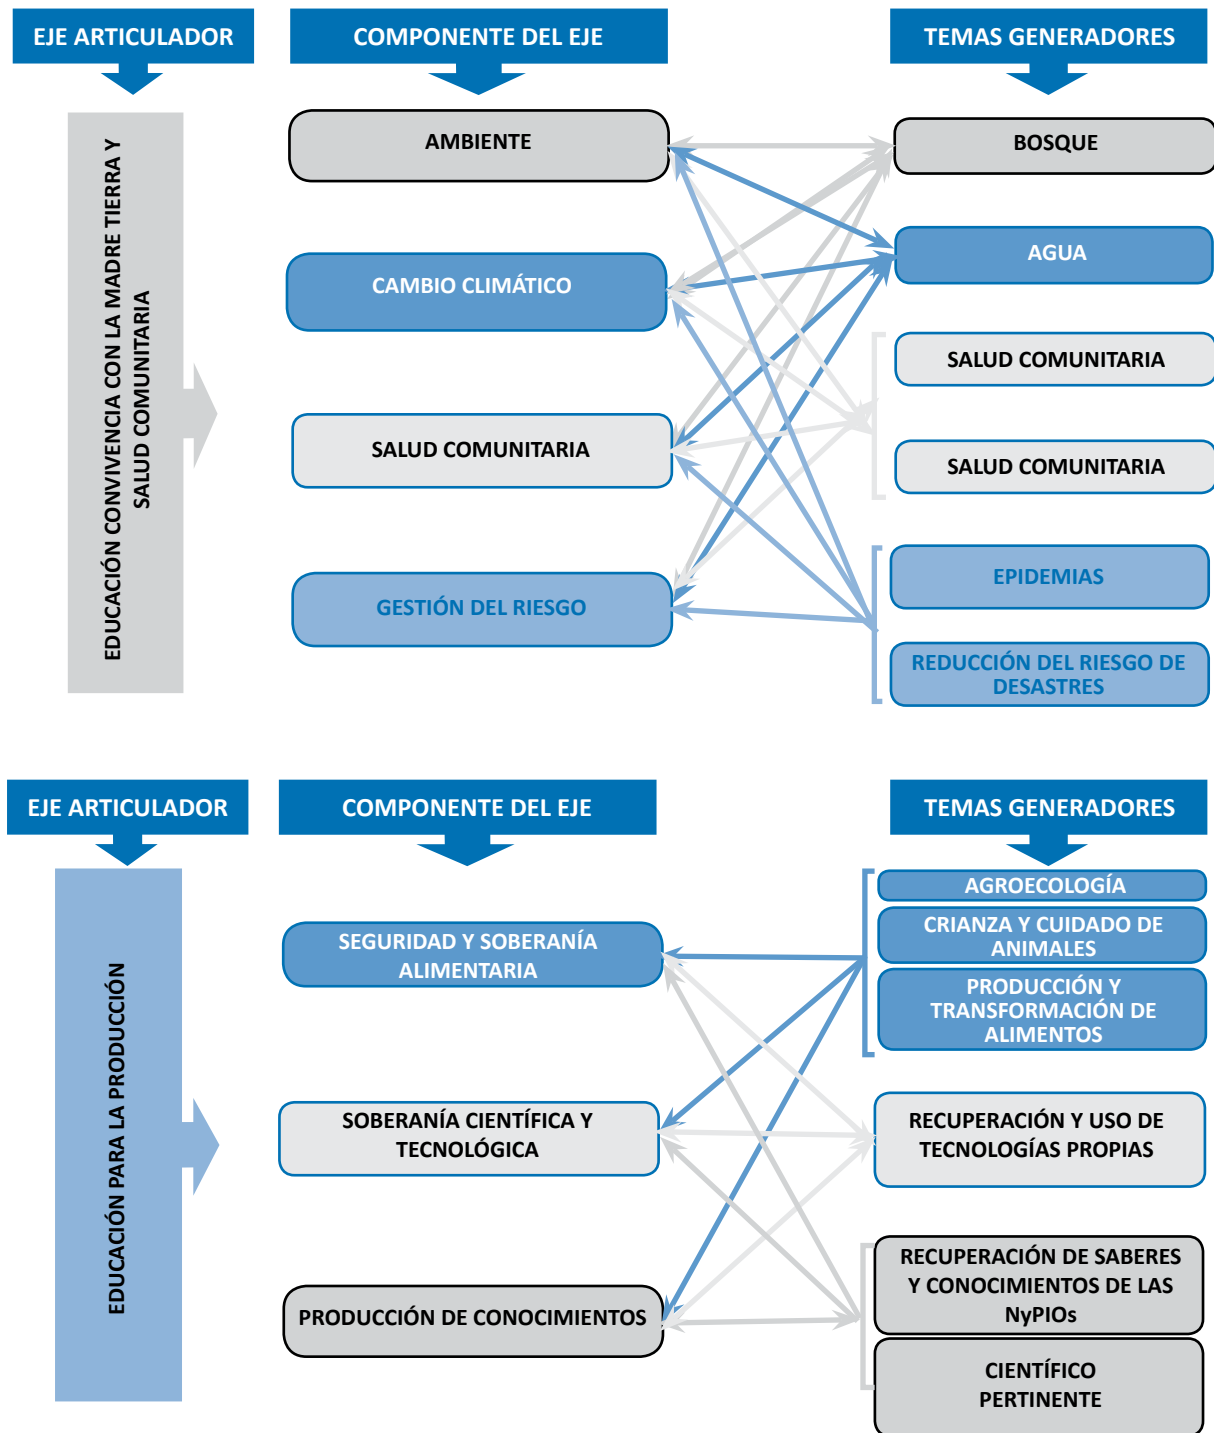 EJE ARTICULADOR
COMPONENTE DEL EJE
TEMAS GENERADORES
EDUCACIÓN CONVIVENCIA CON LA MADRE TIERRA Y
SALUD COMUNITARIA
AMBIENTE
CAMBIO CLIMÁTICO
SALUD COMUNITARIA
GESTIÓN DEL RIESGO
BOSQUE
AGUA
SALUD COMUNITARIA
SALUD COMUNITARIA
EPIDEMIAS
REDUCCIÓN DEL RIESGO DE
DESASTRES
EJE ARTICULADOR
COMPONENTE DEL EJE
TEMAS GENERADORES
EDUCACIÓN PARA LA PRODUCCIÓN
SEGURIDAD Y SOBERANÍA
ALIMENTARIA
SOBERANÍA CIENTÍFICA Y
TECNOLÓGICA
PRODUCCIÓN DE CONOCIMIENTOS
AGROECOLOGÍA
CRIANZA Y CUIDADO DE
ANIMALES
PRODUCCIÓN Y
TRANSFORMACIÓN DE
ALIMENTOS
RECUPERACIÓN Y USO DE
TECNOLOGÍAS PROPIAS
RECUPERACIÓN DE SABERES
Y CONOCIMIENTOS DE LAS
NyPIOs
CIENTÍFICO
PERTINENTE